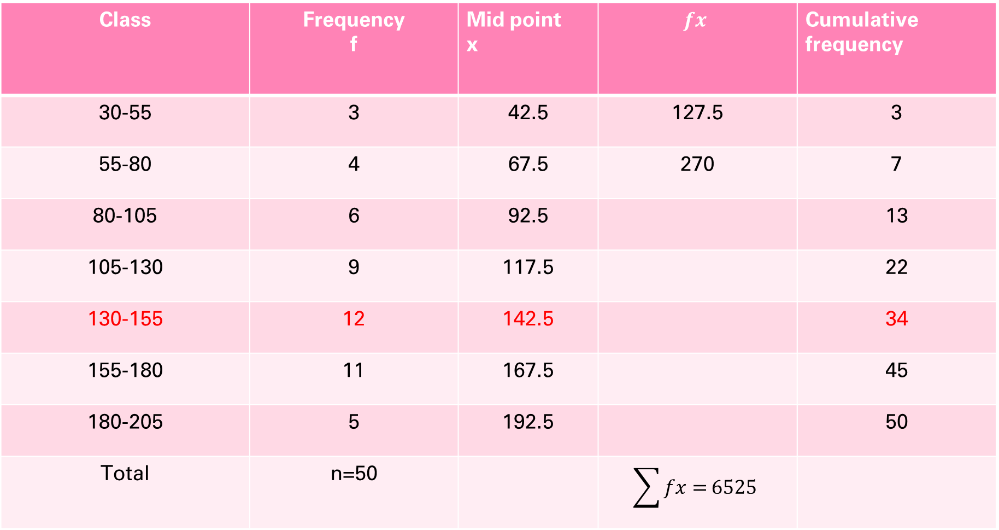 Class Frequency f Mid point x fx Cumulative frequency
30-55 3 42.5 127.5 3
55-80 4 67.5 270 7
80-105 6 92.5 13
105-130 9 117.5 22
130-155 12 142.5 34
155-180 11 167.5 45
180-205 5 192.5 50
Total n=50 ∑fx = 6525